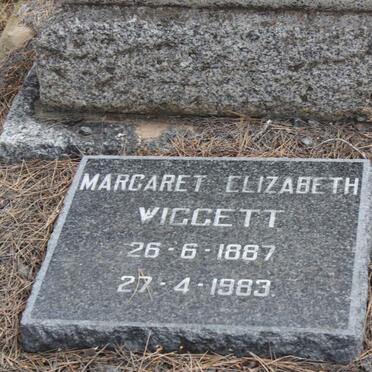 MARGARET ELIZABETH
WIGGETT
26-6-1887
27-4-1983.